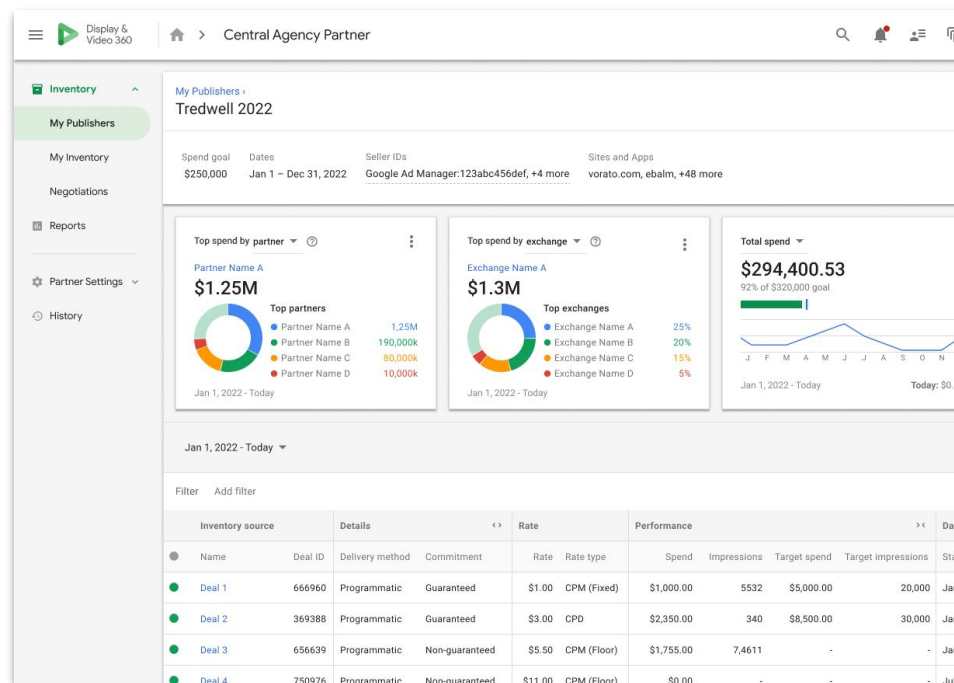 Display &
Video 360
Central Agency Partner
Inventory
My Publishers
My Inventory
Negotiations
Reports
Partner Settings
History
My Publishers ›
Tredwell 2022
Spend goal Dates Seller IDs Sites and Apps
$250,000 Jan 1 – Dec 31, 2022 Google Ad Manager:123abc456def, +4 more vorato.com, ebalm, +48 more
Top spend by partner
Partner Name A
$1.25M
Top partners
Partner Name A 1,25M
Partner Name B 190,000k
Partner Name C 80,000k
Partner Name D 10,000k
Jan 1, 2022 - Today
Top spend by exchange
Exchange Name A
$1.3M
Top exchanges
Exchange Name A 25%
Exchange Name B 20%
Exchange Name C 15%
Exchange Name D 5%
Jan 1, 2022 - Today
Total spend
$294,400.53
92% of $320,000 goal
J F M A M J J A S O N
Jan 1, 2022 - Today Today: $0.
Jan 1, 2022 - Today
Filter Add filter
Inventory source Details Rate Performance
Name Deal ID Delivery method Commitment Rate Rate type Spend Impressions Target spend Target impressions
Deal 1 666960 Programmatic Guaranteed $1.00 CPM (Fixed) $1,000.00 5532 $5,000.00 20,000
Deal 2 369388 Programmatic Guaranteed $3.00 CPD $2,350.00 340 $8,500.00 30,000
Deal 3 656639 Programmatic Non-guaranteed $5.50 CPM (Floor) $1,755.00 7,4611 - -
Deal 4 750976 Programmatic Non-guaranteed $11.00 CPM (Floor) $0.00 - -